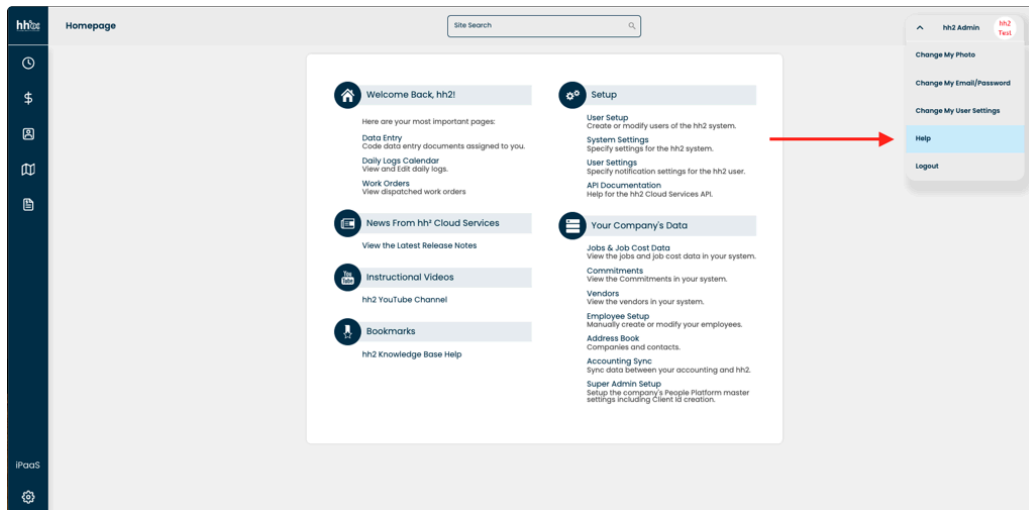 hh2
Homepage
Site Search
hh2 Admin
hh2
Test
Change My Photo
Change My Email/Password
Change My User Settings
Help
Logout
Welcome Back, hh2!
Here are your most important pages:
Data Entry
Code data entry documents assigned to you.
Daily Logs Calendar
View and Edit daily logs.
Work Orders
View dispatched work orders
News From hh² Cloud Services
View the Latest Release Notes
You
Tube
Instructional Videos
hh2 YouTube Channel
Bookmarks
hh2 Knowledge Base Help
Setup
User Setup
Create or modify users of the hh2 system.
System Settings
Specify settings for the hh2 system.
User Settings
Specify notification settings for the hh2 user.
API Documentation
Help for the hh2 Cloud Services API.
Your Company's Data
Jobs & Job Cost Data
View the jobs and job cost data in your system.
Commitments
View the Commitments in your system.
Vendors
View the vendors in your system.
Employee Setup
Manually create or modify your employees.
Address Book
Companies and contacts.
Accounting Sync
Sync data between your accounting and hh2.
Super Admin Setup
Setup the company's People Platform master
settings including Client Id creation.
iPaaS